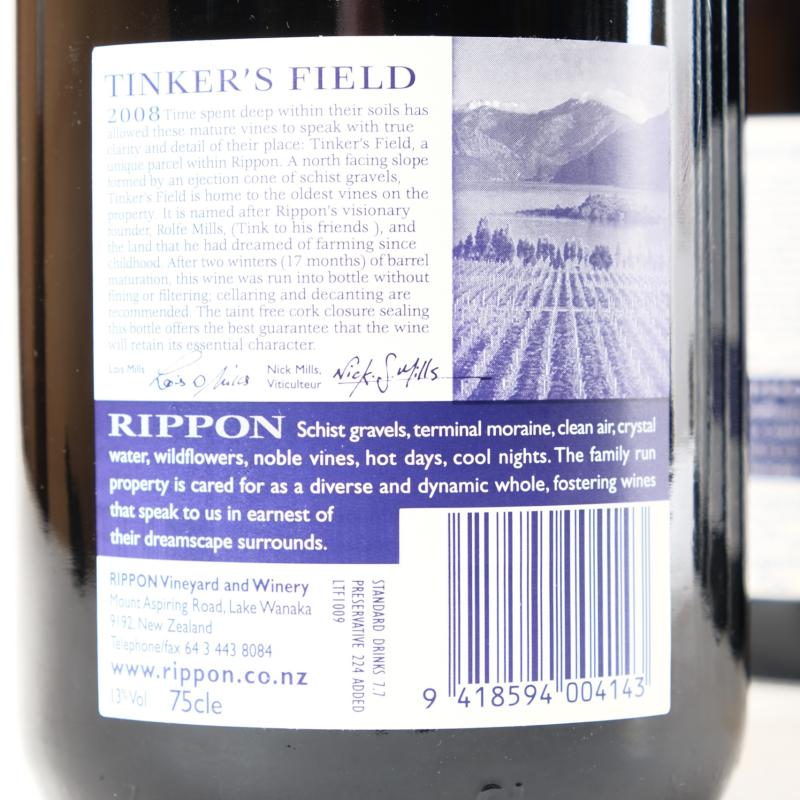 TINKER'S FIELD
2008 Time spent deep within their soils has
allowed these mature vines to speak with true
clarity and detail of their place: Tinker's Field, a
unique parcel within Rippon. A north facing slope
formed by an ejection cone of schist gravels,
Tinker's Field is home to the oldest vines on the
property. It is named after Rippon's visionary
founder, Rolfe Mills, (Tink to his friends ), and
the land that he had dreamed of farming since
childhood. After two winters (17 months) of barrel
maturation, this wine was run into bottle without
fining or filtering; cellaring and decanting are
recommended. The taint free cork closure sealing
this bottle offers the best guarantee that the wine
will retain its essential character.
Lois Mills Lois O Mills Nick Mills, Nick. S. Mills
Viticulteur
RIPPON Schist gravels, terminal moraine, clean air, crystal
water, wildflowers, noble vines, hot days, cool nights. The family run
property is cared for as a diverse and dynamic whole, fostering wines
that speak to us in earnest of
their dreamscape surrounds.
RIPPON Vineyard and Winery
Mount Aspiring Road, Lake Wanaka
9192. New Zealand
Telephone/fax 64 3 443 8084
www.rippon.co.nz
13%Vol 75cle
STANDARD DRINKS 7.7
PRESERVATIVE 224 ADDED
LTF1009
9 418594 004143